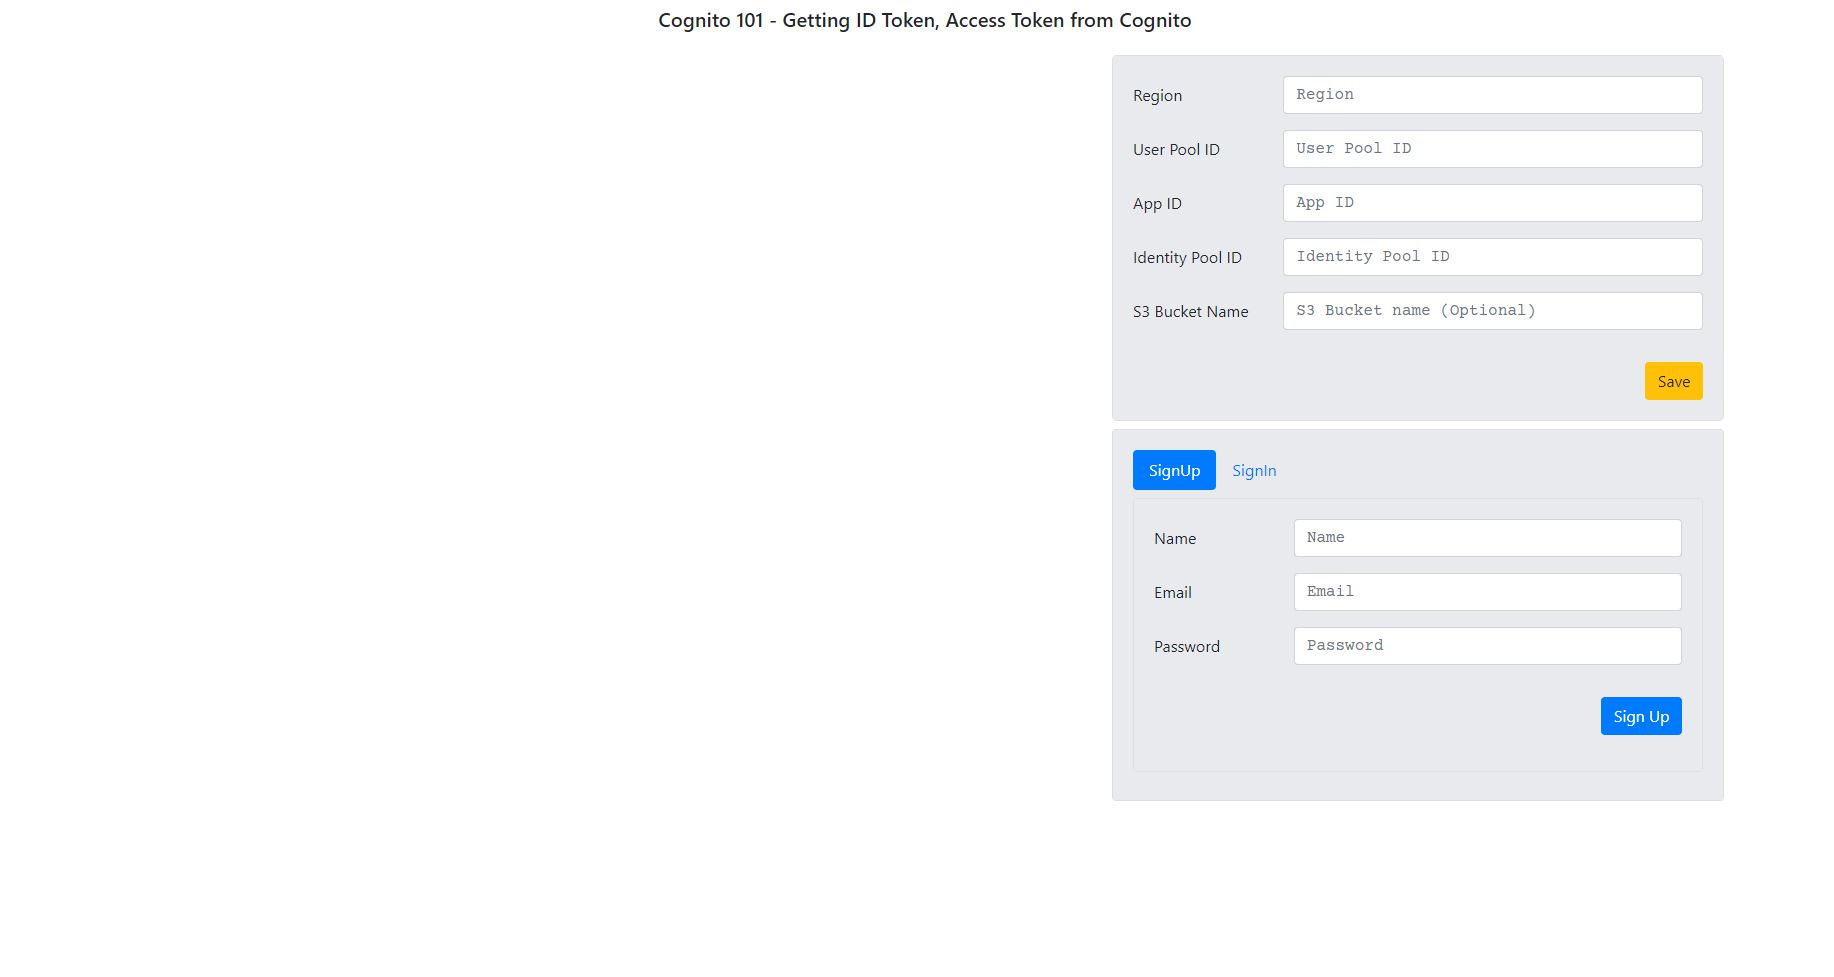 Cognito 101 - Getting ID Token, Access Token from Cognito
Region Region
User Pool ID User Pool ID
App ID App ID
Identity Pool ID Identity Pool ID
S3 Bucket Name S3 Bucket name (Optional)
Save
SignUp SignIn
Name Name
Email Email
Password Password
Sign Up